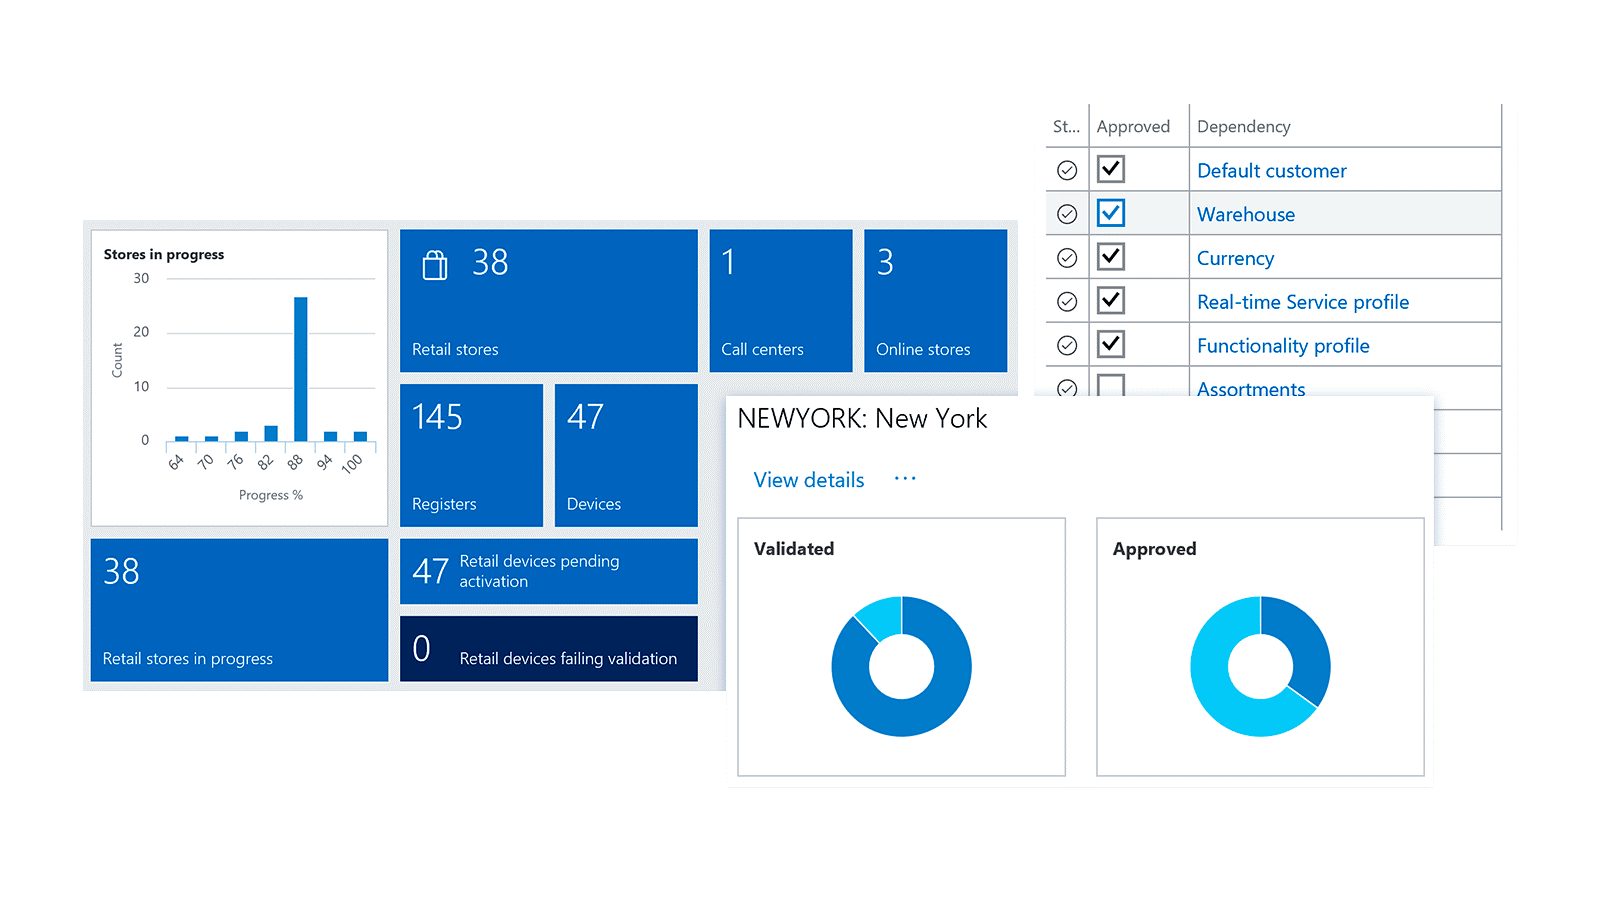 Stores in progress
30
20
10
0
Count
64
70
76
82
88
94
100
Progress %
38
Retail stores
1
Call centers
3
Online stores
145
Registers
47
Devices
38
Retail stores in progress
47
Retail devices pending
activation
0
Retail devices failing validation
St...
Approved
Dependency
Default customer
Warehouse
Currency
Real-time Service profile
Functionality profile
Assortments
NEWYORK: New York
View details
...
Validated
Approved